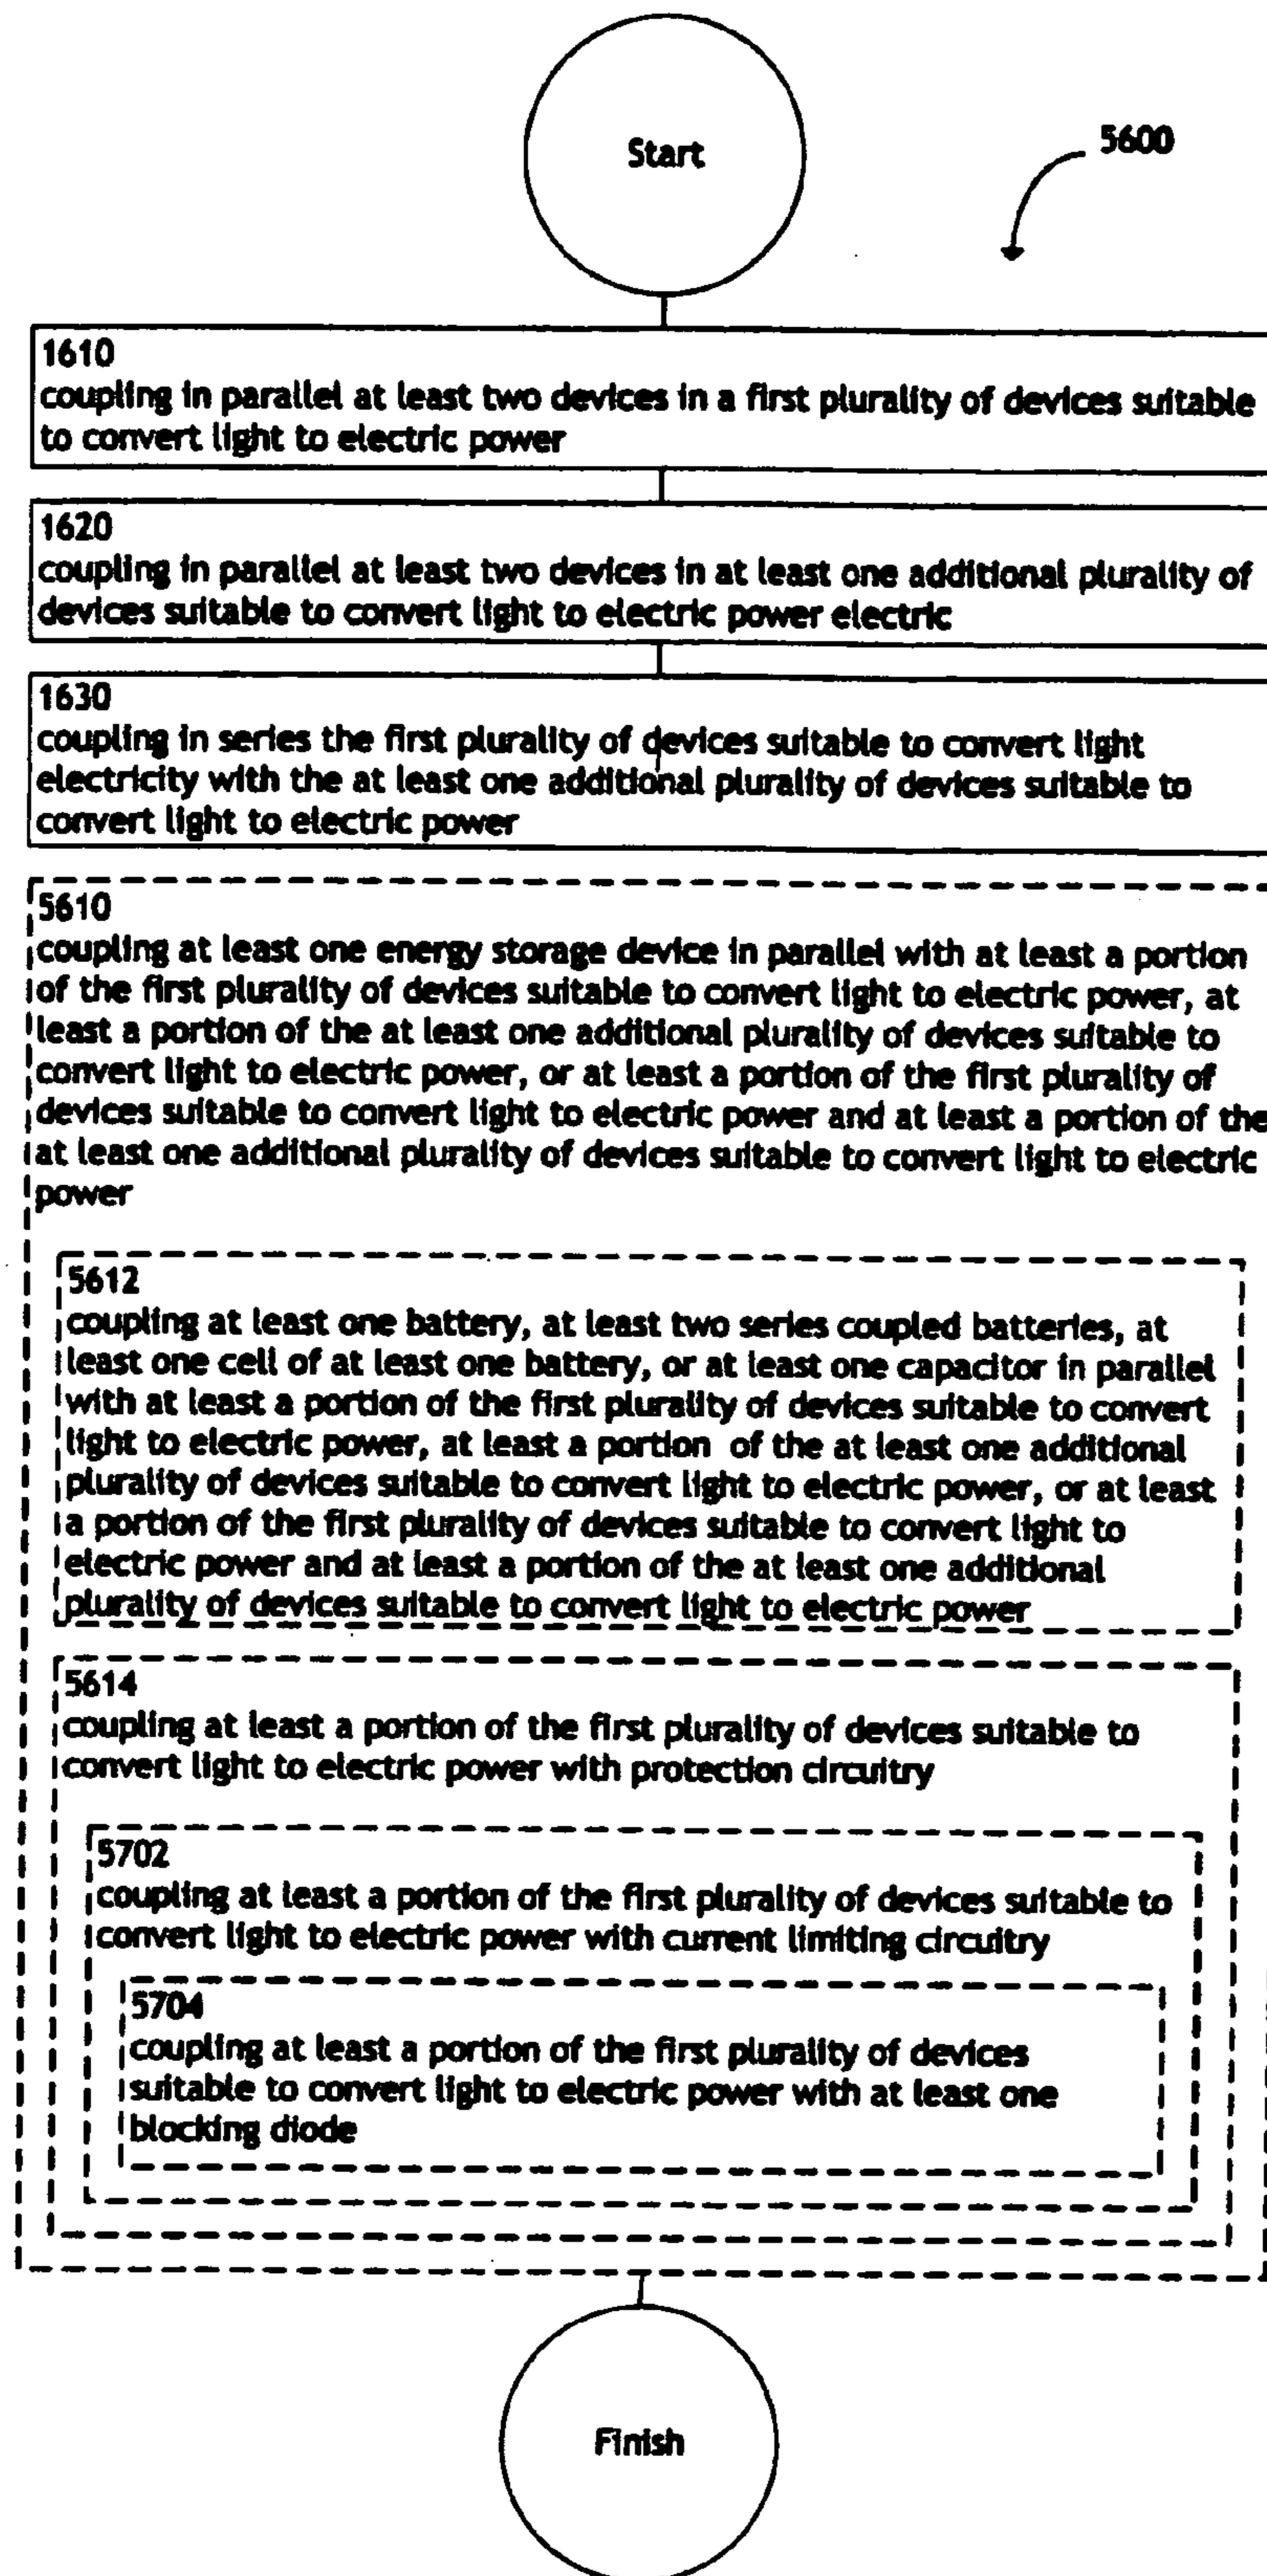 Start
5600
1610
coupling in parallel at least two devices in a first plurality of devices suitable
to convert light to electric power
1620
coupling in parallel at least two devices in at least one additional plurality of
devices suitable to convert light to electric power electric
1630
coupling in series the first plurality of devices suitable to convert light
electricity with the at least one additional plurality of devices suitable to
convert light to electric power
5610
coupling at least one energy storage device in parallel with at least a portion
of the first plurality of devices suitable to convert light to electric power, at
least a portion of the at least one additional plurality of devices suitable to
convert light to electric power, or at least a portion of the first plurality of
devices suitable to convert light to electric power and at least a portion of the
at least one additional plurality of devices suitable to convert light to electric
power
5612
coupling at least one battery, at least two series coupled batteries, at
least one cell of at least one battery, or at least one capacitor in parallel
with at least a portion of the first plurality of devices suitable to convert
light to electric power, at least a portion of the at least one additional
plurality of devices suitable to convert light to electric power, or at least
a portion of the first plurality of devices suitable to convert light to
electric power and at least a portion of the at least one additional
plurality of devices suitable to convert light to electric power
5614
coupling at least a portion of the first plurality of devices suitable to
convert light to electric power with protection circuitry
5702
coupling at least a portion of the first plurality of devices suitable to
convert light to electric power with current limiting circuitry
5704
coupling at least a portion of the first plurality of devices
suitable to convert light to electric power with at least one
blocking diode
Finish